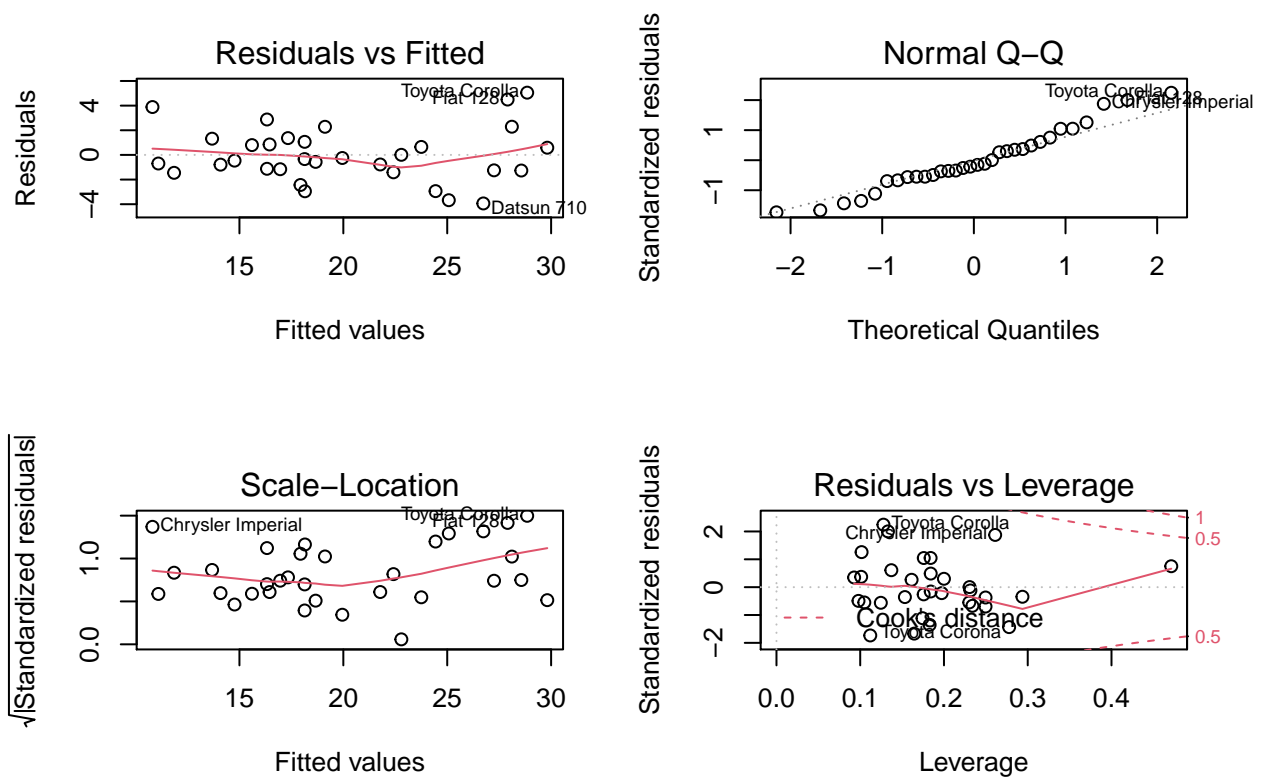 Residuals vs Fitted
Residuals
−4
0
4
Toyota Corolla
Fiat 128
Datsun 710
15
20
25
30
Fitted values
Normal Q−Q
Standardized residuals
−1
1
Toyota Corolla
Fiat 128
Chrysler Imperial
−2
−1
0
1
2
Theoretical Quantiles
Scale−Location
√|Standardized residuals|
0.0
1.0
Toyota Corolla
Fiat 128
Chrysler Imperial
15
20
25
30
Fitted values
Residuals vs Leverage
Standardized residuals
−2
0
2
Toyota Corolla
Chrysler Imperial
Cook's distance
Toyota Corona
1
0.5
0.5
0.0
0.1
0.2
0.3
0.4
Leverage